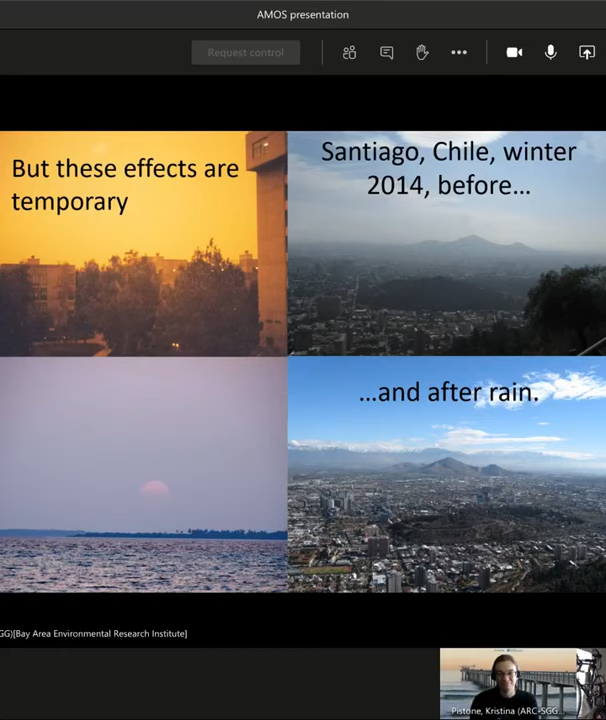 AMOS presentation
Request control
But these effects are
temporary
Santiago, Chile, winter
2014, before...
...and after rain.
GG)[Bay Area Environmental Research Institute]
Pistone, Kristina (ARC-SGG...